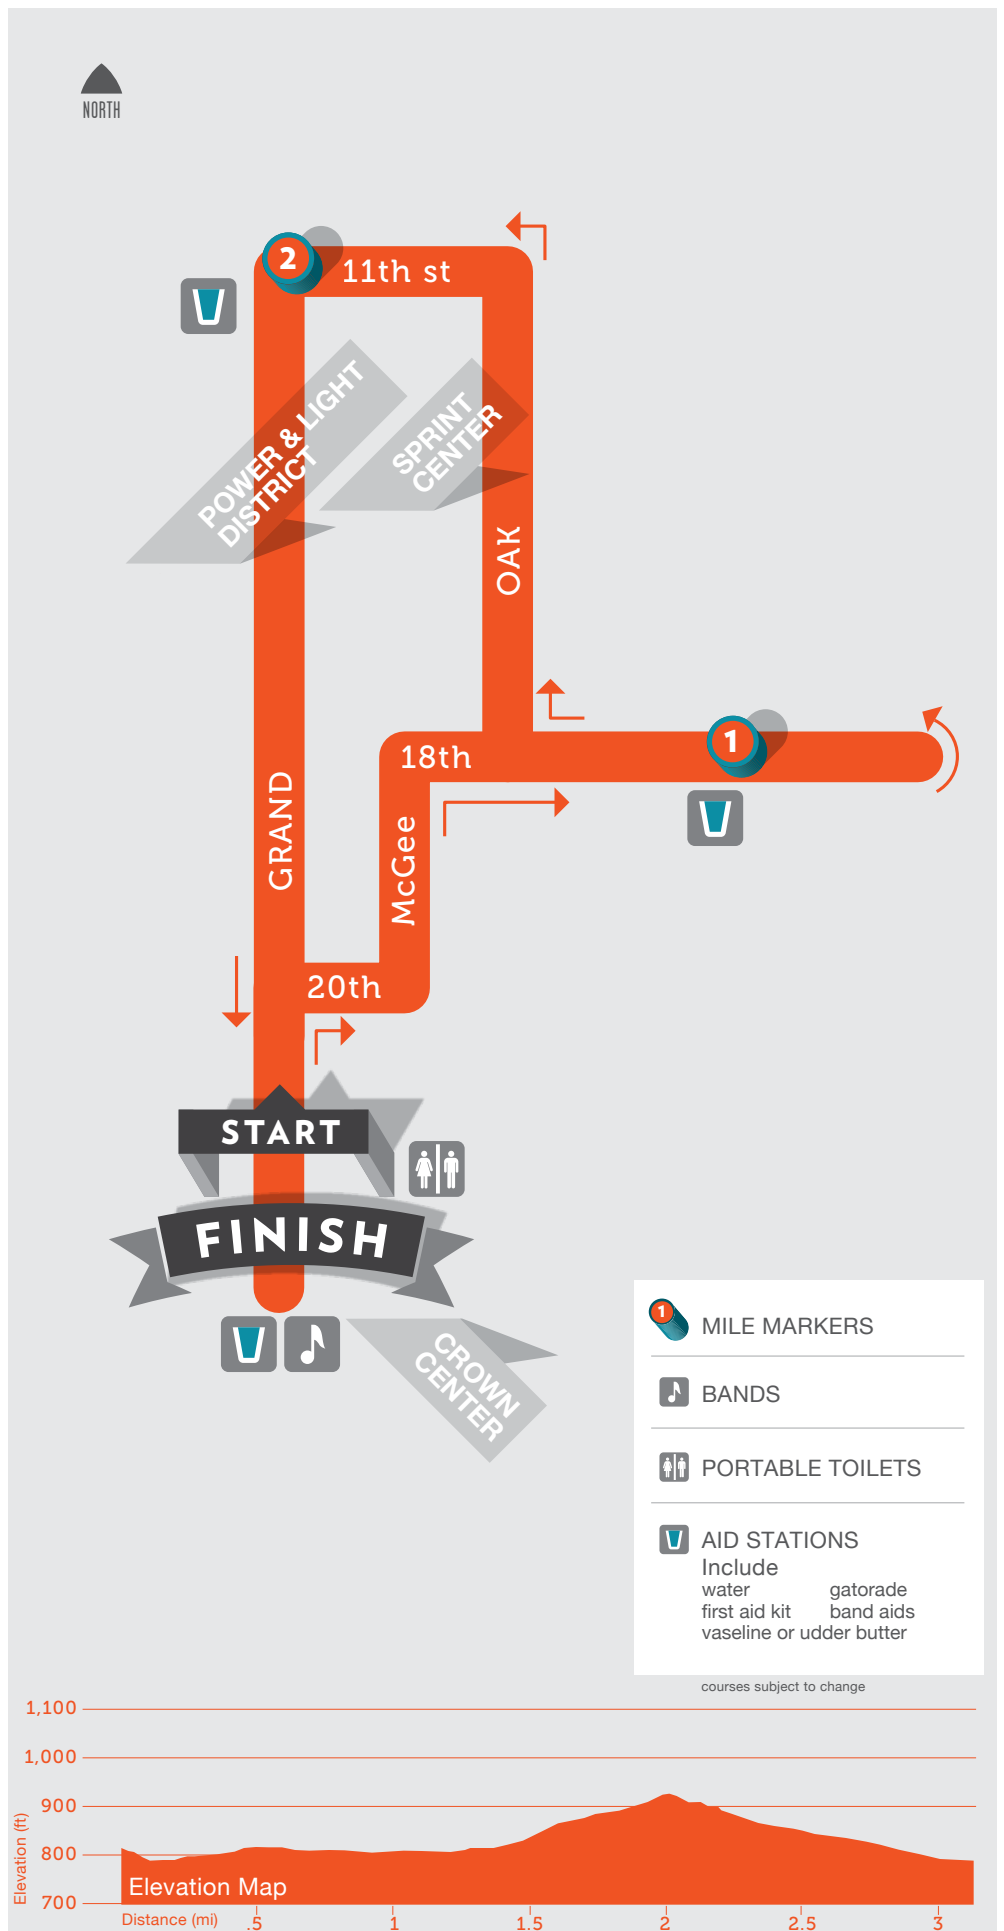 NORTH
2
11th st
POWER & LIGHT
DISTRICT
SPRINT
CENTER
OAK
1
18th
GRAND
McGee
20th
START
FINISH
CROWN
CENTER
1
MILE MARKERS
BANDS
PORTABLE TOILETS
AID STATIONS
Include
water gatorade
first aid kit band aids
vaseline or udder butter
courses subject to change
1,100
1,000
900
800
700
Elevation (ft)
Elevation Map
Distance (mi) .5 1 1.5 2 2.5 3